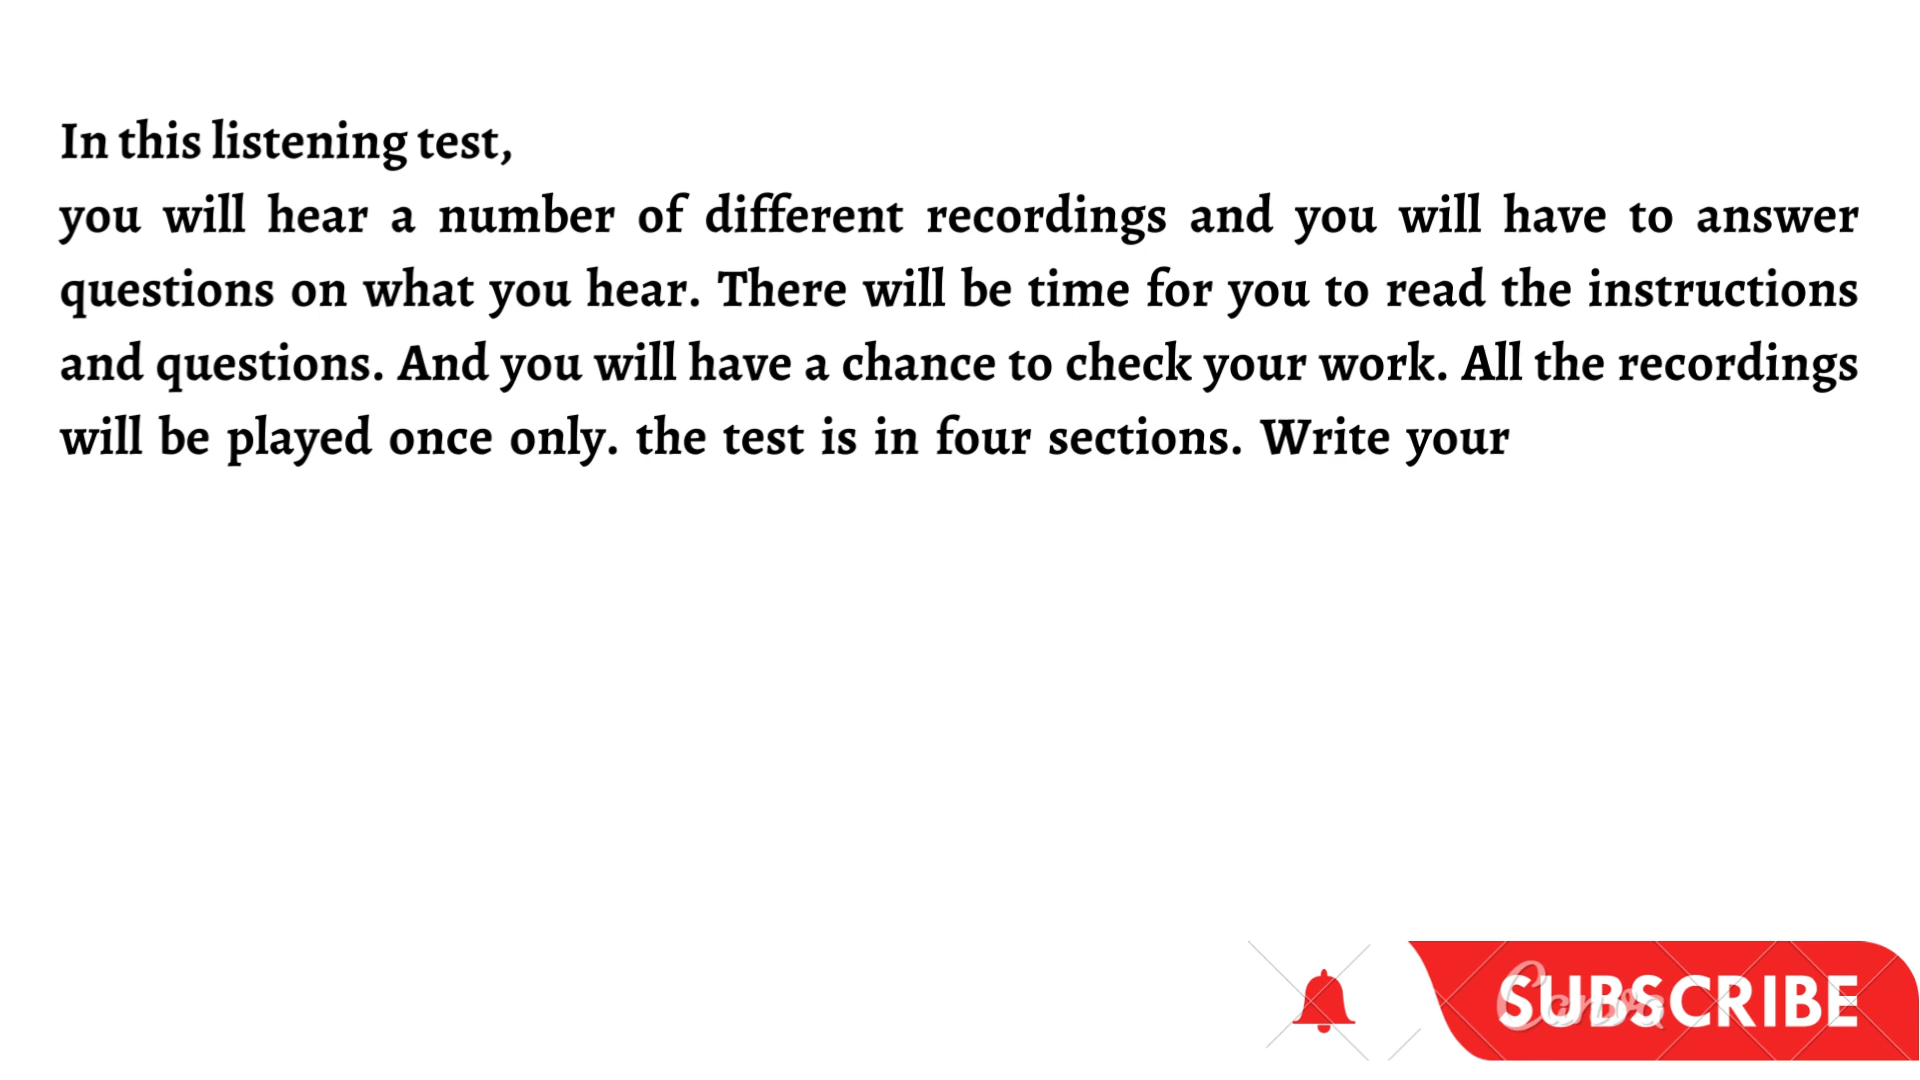 In this listening test,
you will hear a number of different recordings and you will have to answer
questions on what you hear. There will be time for you to read the instructions
and questions. And you will have a chance to check your work. All the recordings
will be played once only. the test is in four sections. Write your
SUBSCRIBE
Canva